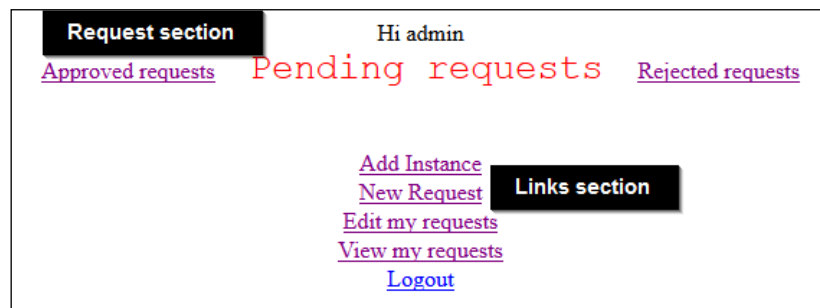 Request section
Hi admin
Approved requests Pending requests Rejected requests
Add Instance
New Request
Links section
Edit my requests
View my requests
Logout